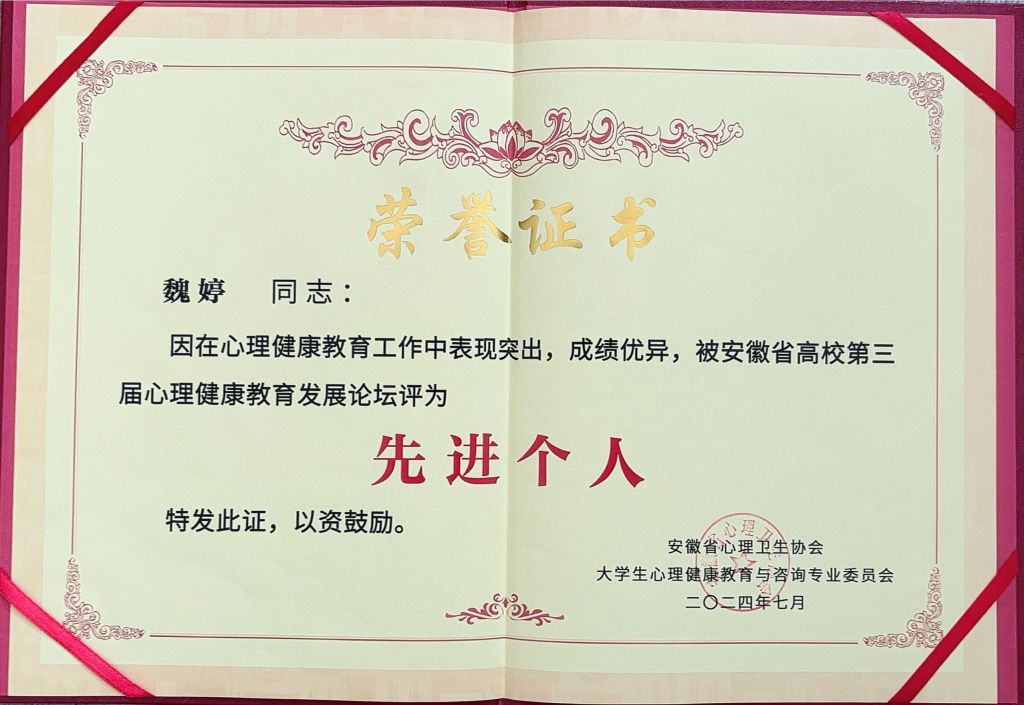 荣誉证书
魏婷 同志：
因在心理健康教育工作中表现突出，成绩优异，被安徽省高校第三
届心理健康教育发展论坛评为
先进个人
特发此证，以资鼓励。
安徽省心理卫生协会
大学生心理健康教育与咨询专业委员会
二〇二四年七月